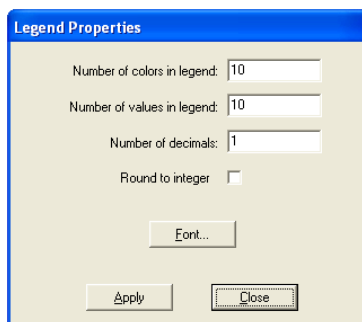 Legend Properties
Number of colors in legend: 10
Number of values in legend: 10
Number of decimals: 1
Round to integer
Font...
Apply Close